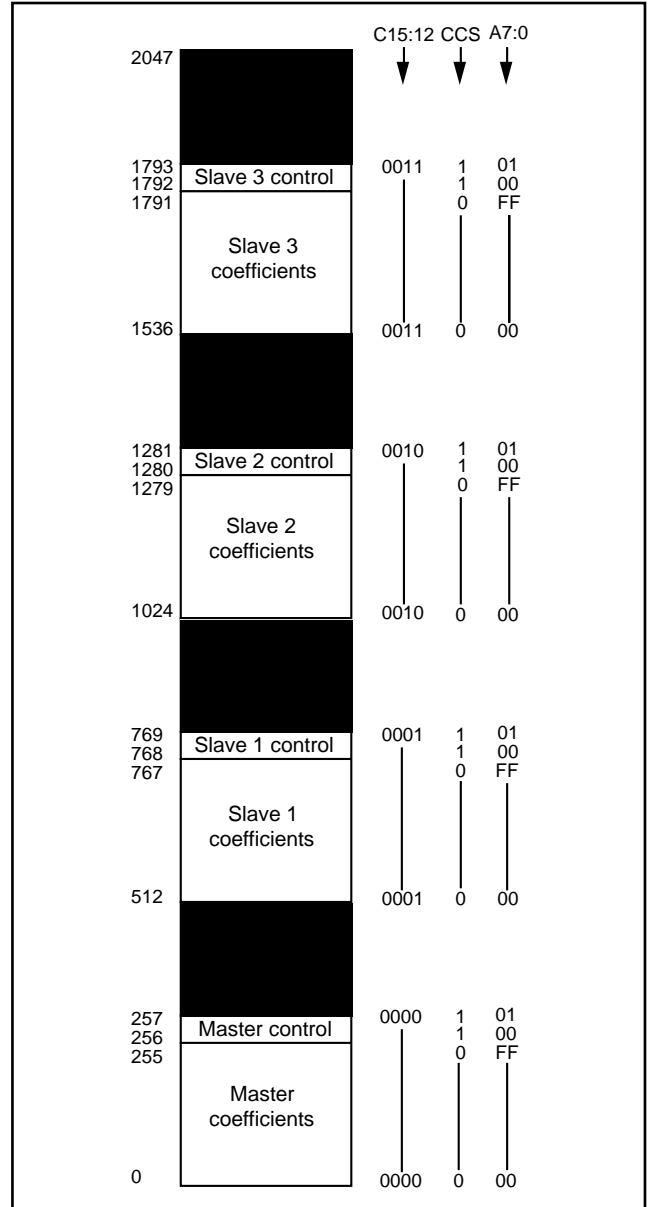 C15:12 CCS A7:0
2047
1793 Slave 3 control 0011 1 01
1792 1 00
1791 0 FF
Slave 3
coefficients
1536 0011 0 00
1281 Slave 2 control 0010 1 01
1280 1 00
1279 0 FF
Slave 2
coefficients
1024 0010 0 00
769 Slave 1 control 0001 1 01
768 1 00
767 0 FF
Slave 1
coefficients
512 0001 0 00
257 Master control 0000 1 01
256 1 00
255 0 FF
Master
coefficients
0 0000 0 00